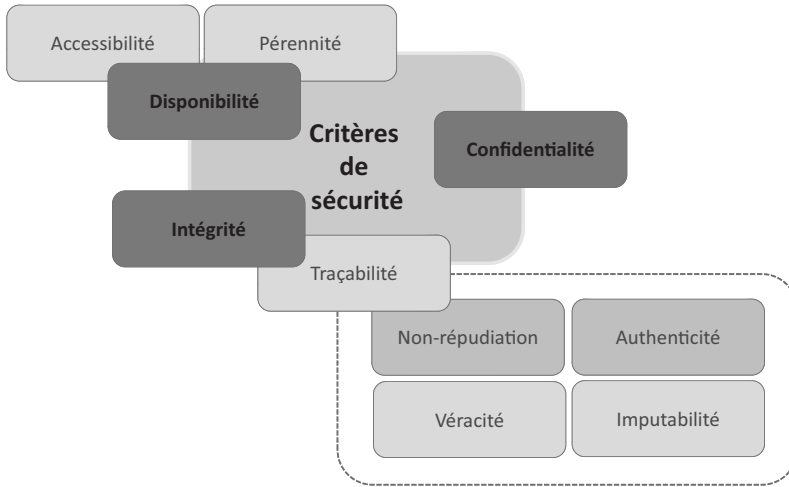 Accessibilité
Pérennité
Disponibilité
Critères
de
sécurité
Confidentialité
Intégrité
Traçabilité
Non-répudiation
Authenticité
Véracité
Imputabilité